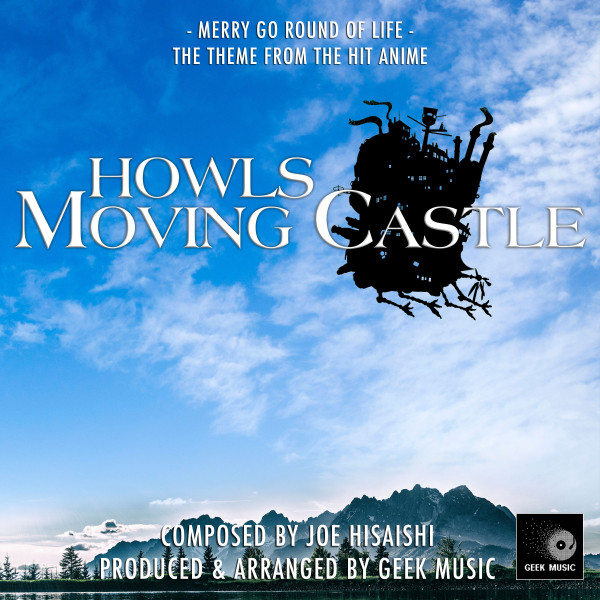 - MERRY GO ROUND OF LIFE -
THE THEME FROM THE HIT ANIME
HOWLS
MOVING CASTLE
COMPOSED BY JOE HISAISHI
PRODUCED & ARRANGED BY GEEK MUSIC
GEEK MUSIC